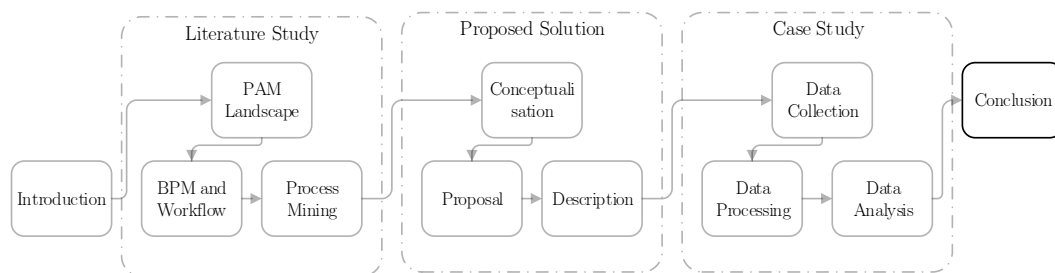 Literature Study
Proposed Solution
Case Study
Introduction
PAM
Landscape
BPM and
Workflow
Process
Mining
Conceptuali
sation
Proposal
Description
Data
Collection
Data
Processing
Data
Analysis
Conclusion